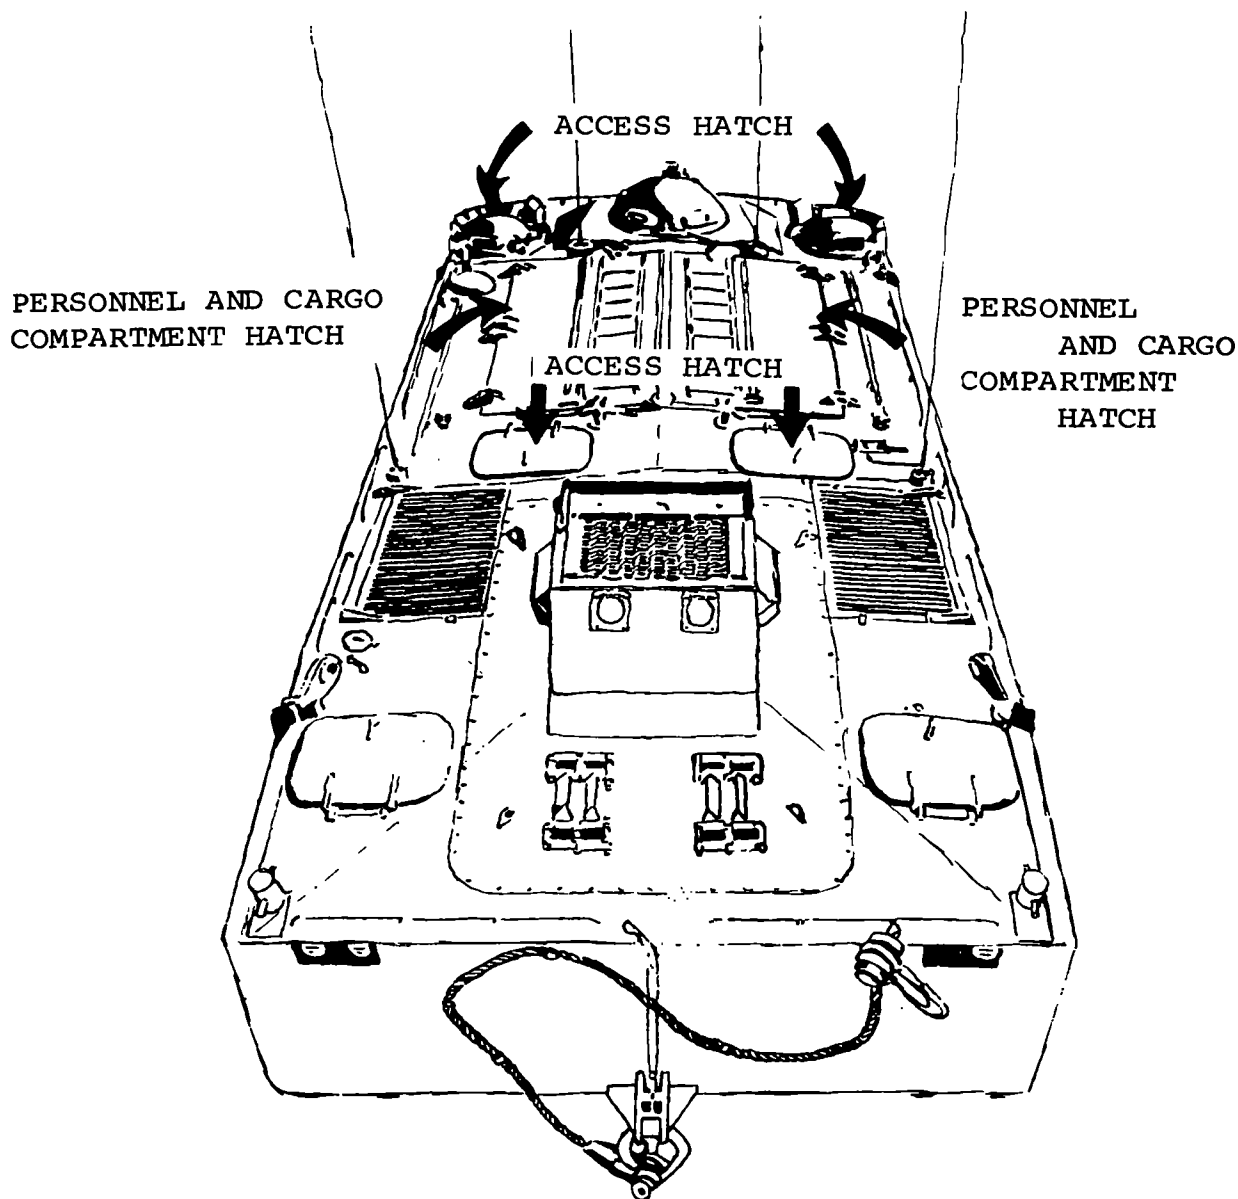 ACCESS HATCH
PERSONNEL AND CARGO
COMPARTMENT HATCH
PERSONNEL
AND CARGO
COMPARTMENT
HATCH
ACCESS HATCH